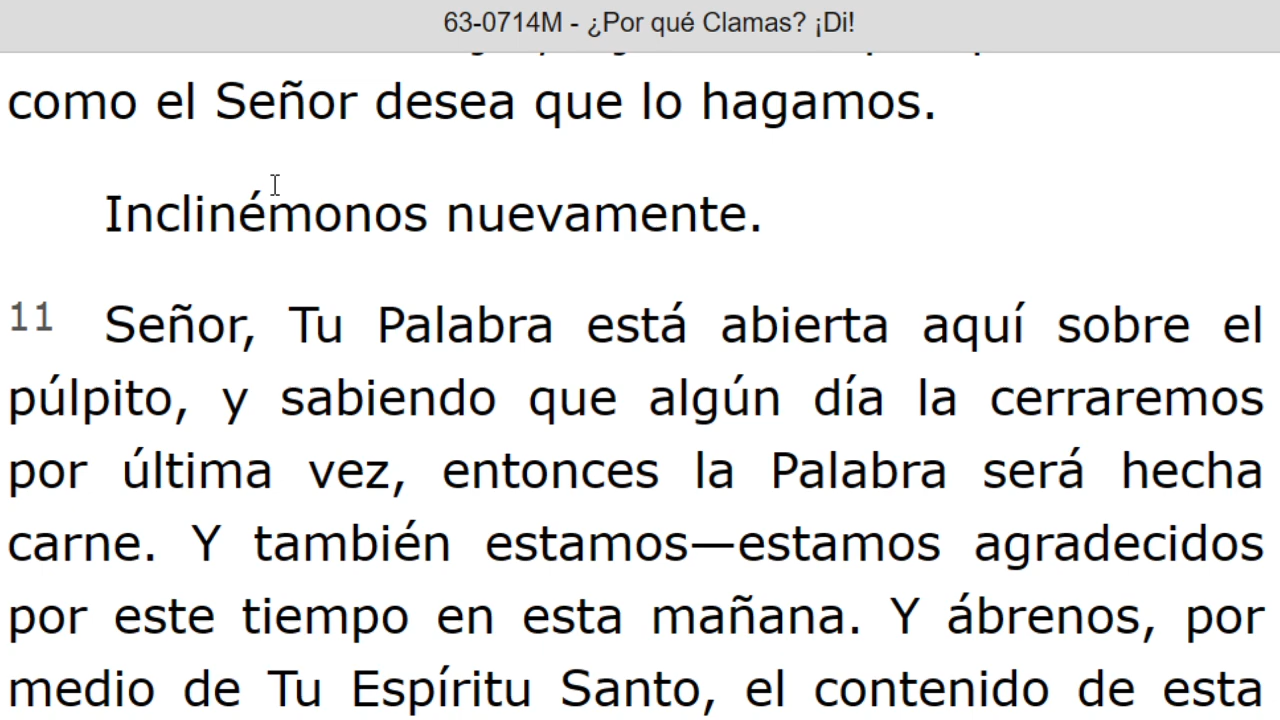 63-0714M - ¿Por qué Clamas? ¡Di!
como el Señor desea que lo hagamos.
Inclinémonos nuevamente.
11 Señor, Tu Palabra está abierta aquí sobre el
púlpito, y sabiendo que algún día la cerraremos
por última vez, entonces la Palabra será hecha
carne. Y también estamos—estamos agradecidos
por este tiempo en esta mañana. Y ábrenos, por
medio de Tu Espíritu Santo, el contenido de esta